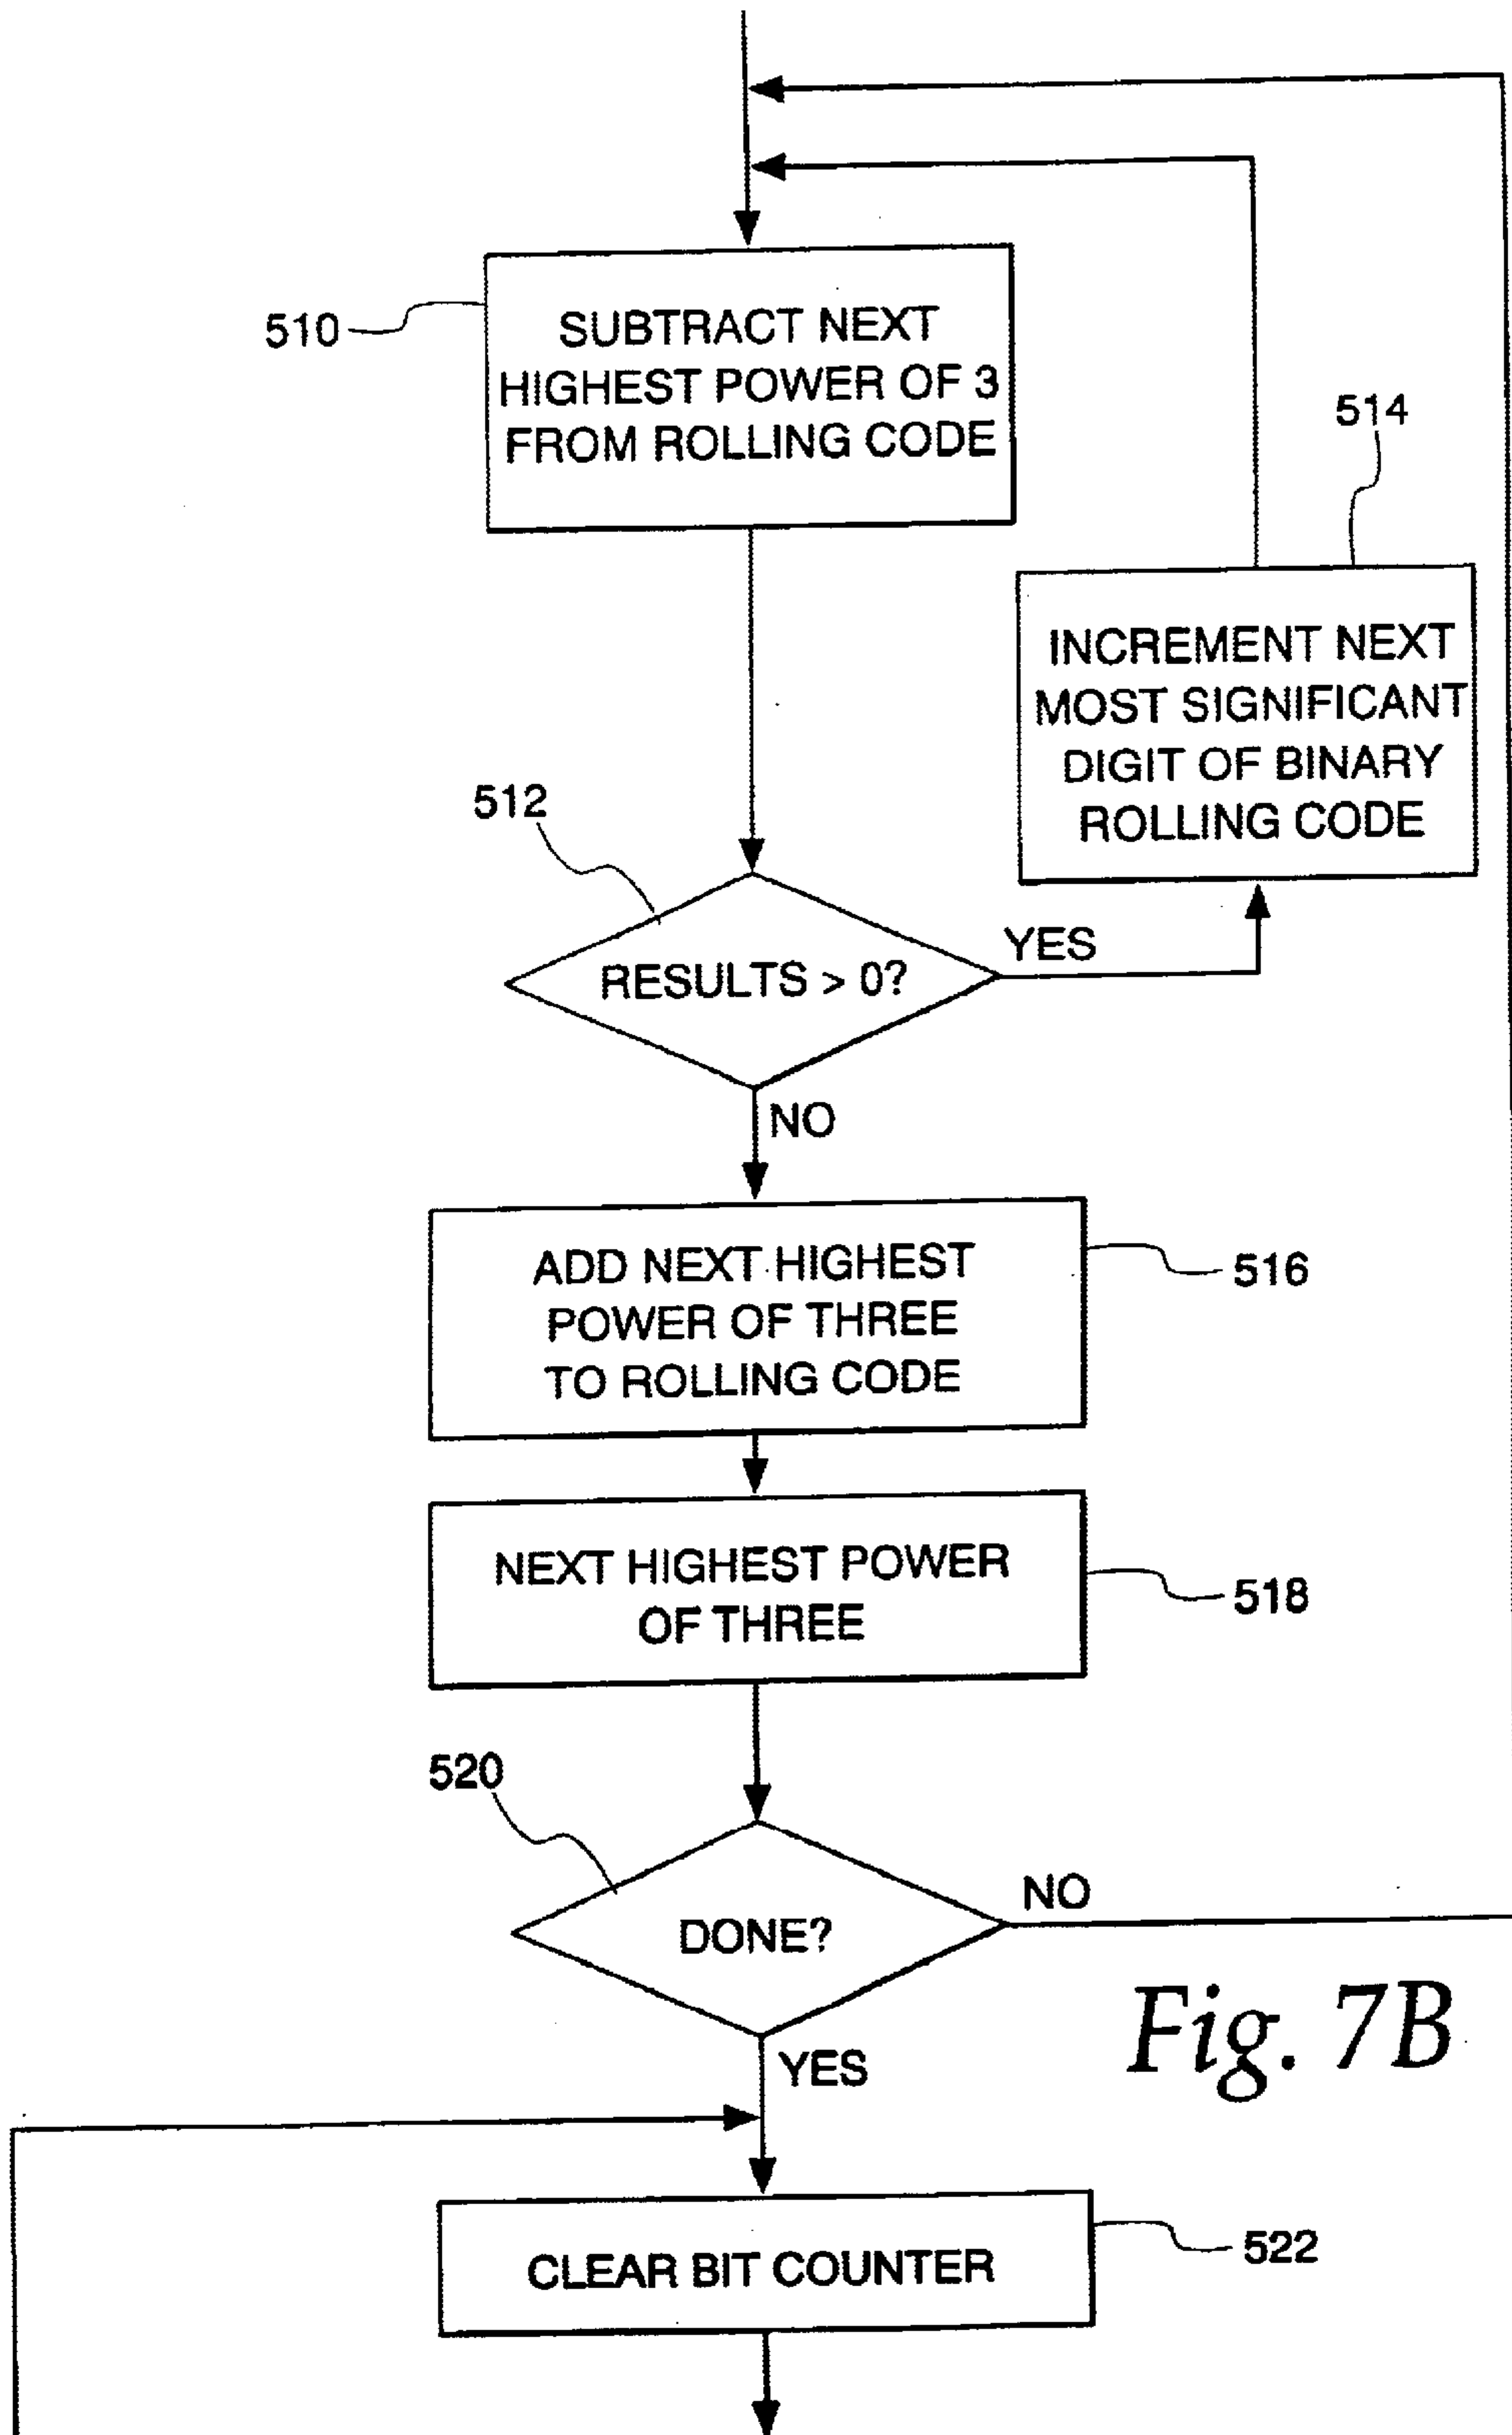 510
SUBTRACT NEXT
HIGHEST POWER OF 3
FROM ROLLING CODE
514
INCREMENT NEXT
MOST SIGNIFICANT
DIGIT OF BINARY
ROLLING CODE
512
RESULTS > 0?
YES
NO
ADD NEXT HIGHEST
POWER OF THREE
TO ROLLING CODE
516
NEXT HIGHEST POWER
OF THREE
518
520
DONE?
NO
YES
Fig. 7B
CLEAR BIT COUNTER
522